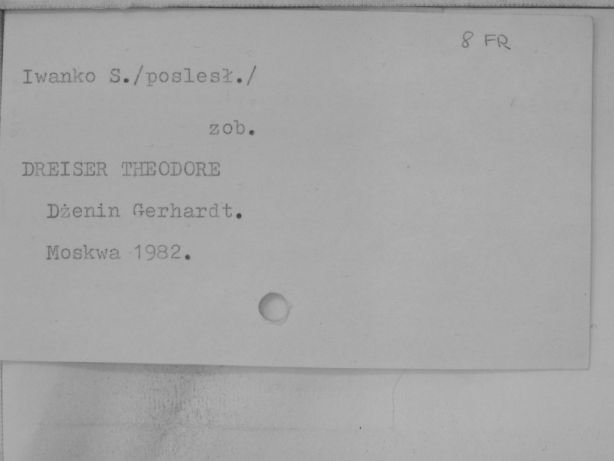 8 FR
Iwanko S./poslesł./
zob.
DREISER THEODORE
Dżenin Gerhardt.
Moskwa 1982.